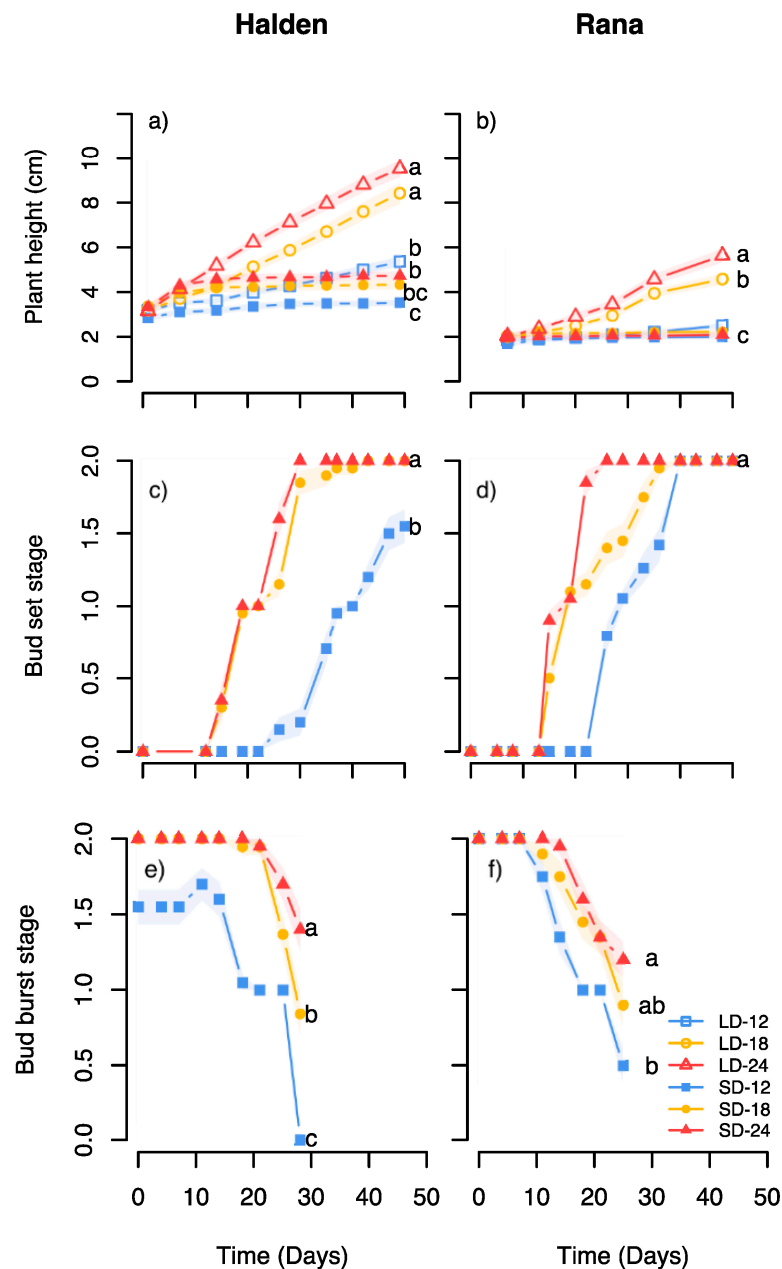 Halden Rana
a) b)
Plant height (cm)
10
8
6
4
2
0
a
a
b
b
bc
c
a
b
c
c) d)
Bud set stage
2.0
1.5
1.0
0.5
0.0
a
b
a
e) f)
Bud burst stage
2.0
1.5
1.0
0.5
0.0
a
b
c
a
ab
b
LD-12
LD-18
LD-24
SD-12
SD-18
SD-24
0 10 20 30 40 50 0 10 20 30 40 50
Time (Days) Time (Days)